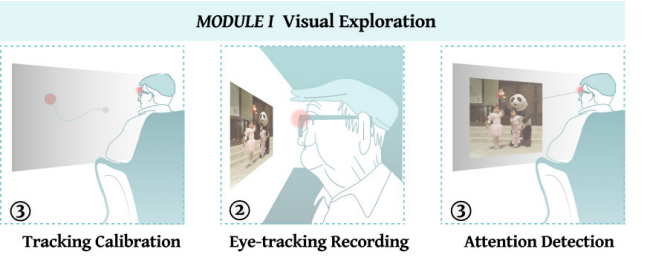 MODULE I Visual Exploration
③
②
③
Tracking Calibration
Eye-tracking Recording
Attention Detection